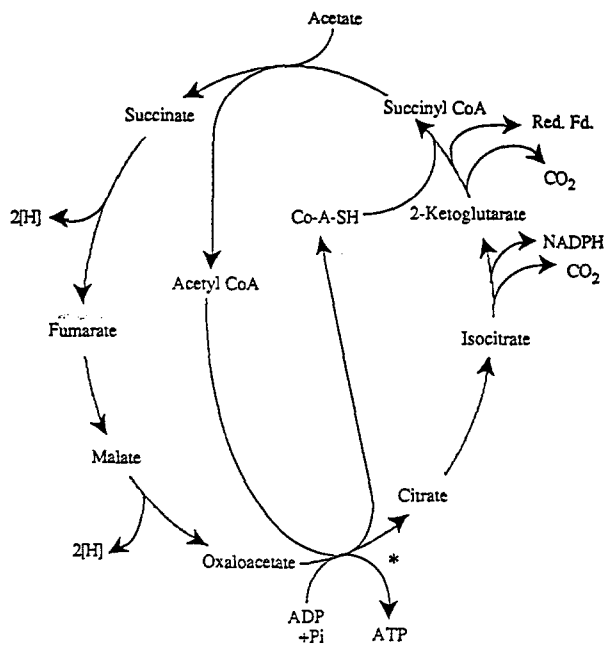 Acetate
Succinyl CoA
Succinate
Red. Fd.
CO2
2[H]
Co-A-SH
2-Ketoglutarate
NADPH
CO2
Acetyl CoA
Fumarate
Isocitrate
Malate
Citrate
2[H]
Oxaloacetate
*
ADP
+Pi
ATP